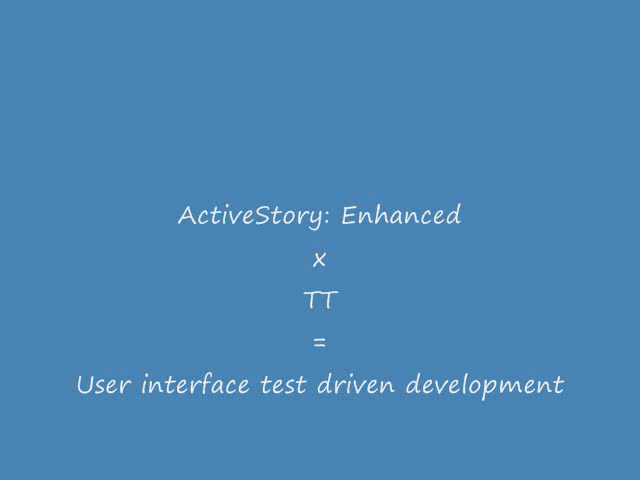 ActiveStory: Enhanced
x
TT
=
User interface test driven development